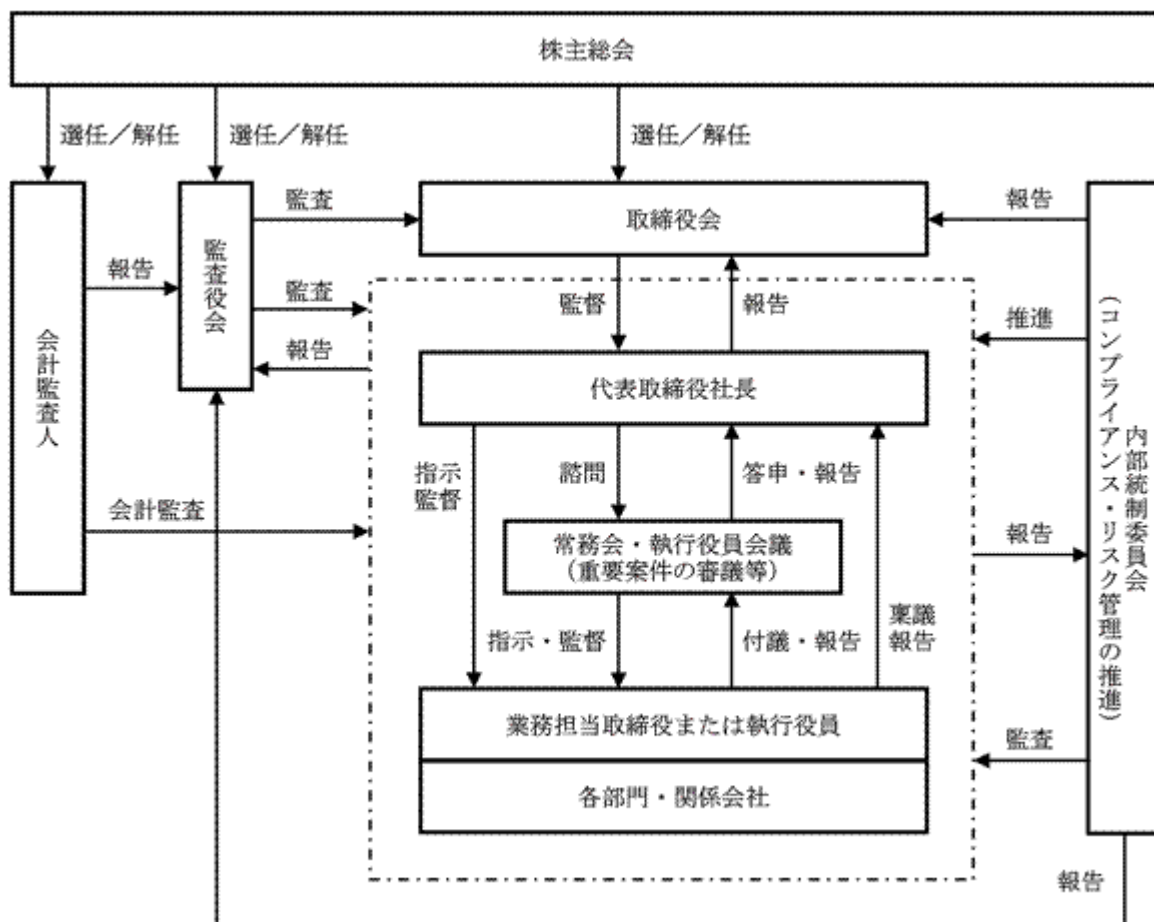 株主総会
選任／解任
選任／解任
選任／解任
会計監査人
報告
監査役会
監査
監査
報告
会計監査
取締役会
監督
報告
代表取締役社長
指示
監督
諮問
答申・報告
常務会・執行役員会議
（重要案件の審議等）
指示・監督
付議・報告
稟議
報告
業務担当取締役または執行役員
各部門・関係会社
報告
推進
報告
監査
内部統制委員会
（コンプライアンス・リスク管理の推進）
報告